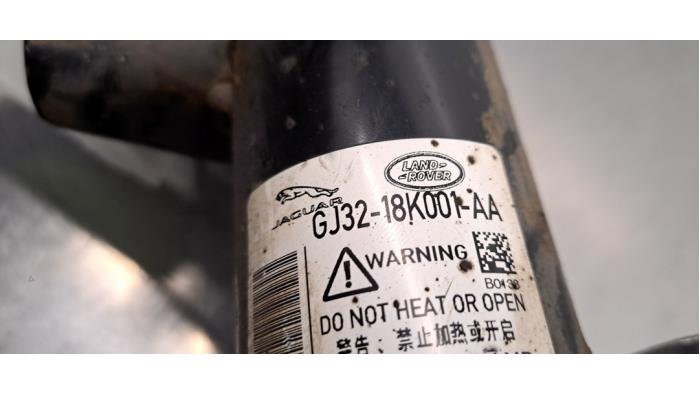 JAGUAR
LAND-
-ROVER
GJ32-18K001-AA
WARNING
DO NOT HEAT OR OPEN
警告：禁止加热或开启